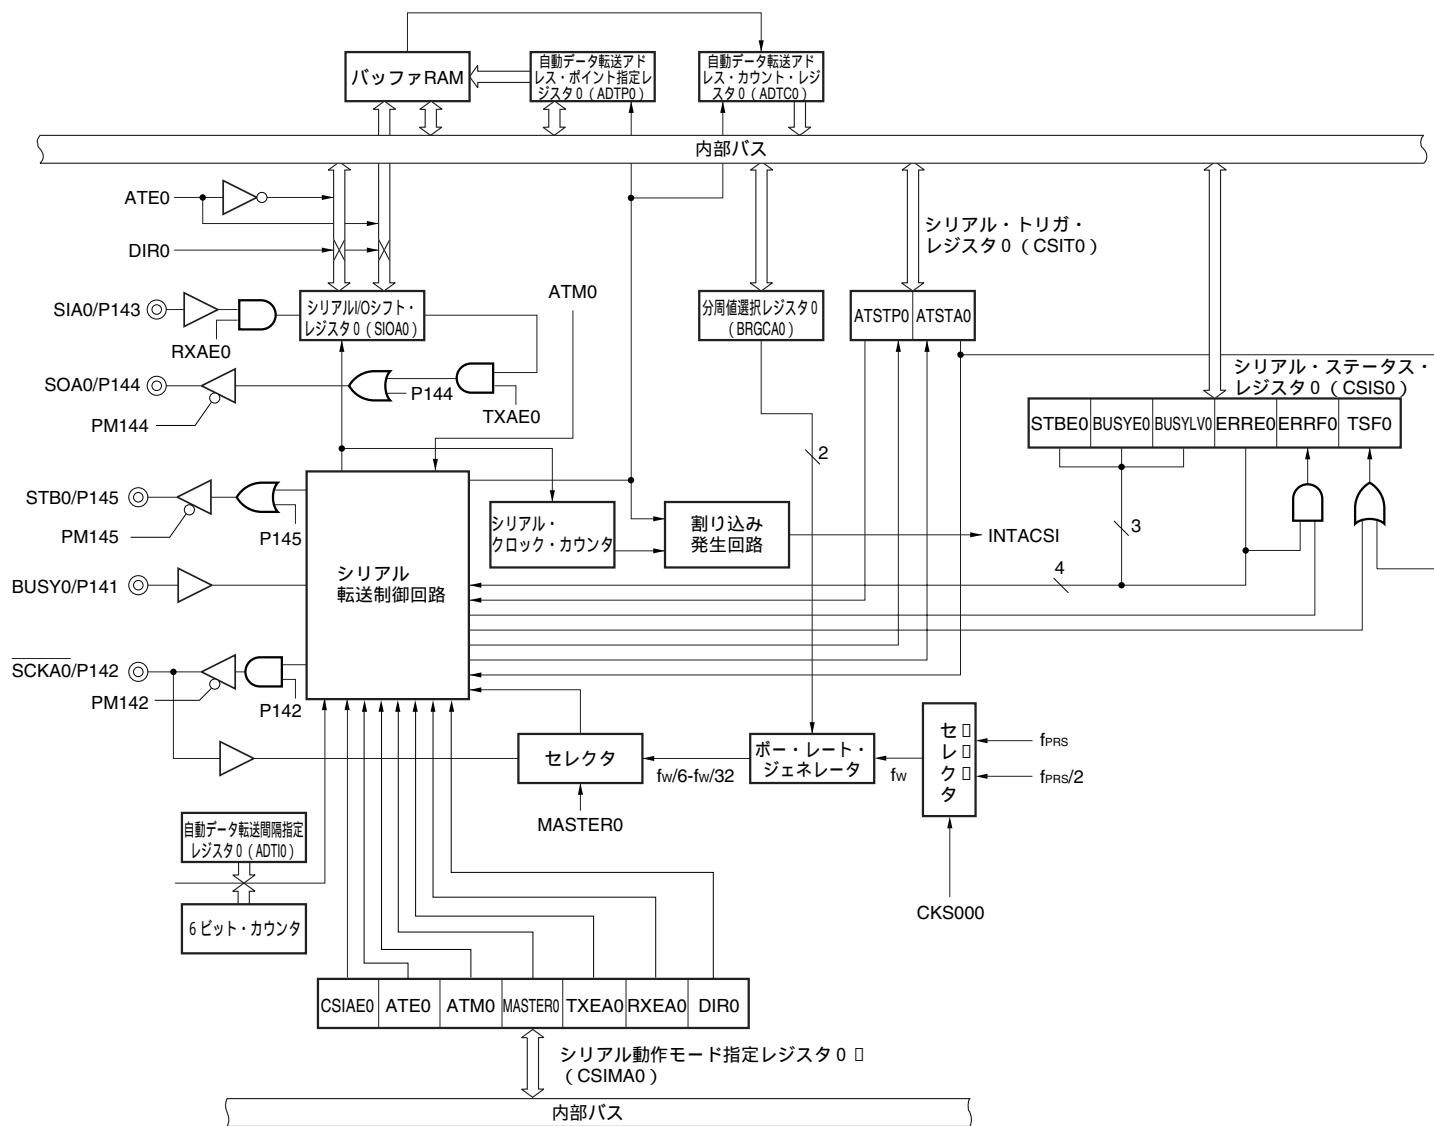 バッファRAM
自動データ転送アド
レス・ポイント指定レ
ジスタ0（ADTP0）
自動データ転送アド
レス・カウント・レジ
スタ0（ADTC0）
内部バス
ATE0
DIR0
シリアル・トリガ・
レジスタ0（CSIT0）
SIA0/P143
RXAE0
シリアルI/Oシフト・
レジスタ0（SIOA0）
ATM0
分周値選択レジスタ0
（BRGCA0）
ATSTP0 ATSTA0
SOA0/P144
PM144
P144
TXAE0
シリアル・ステータス・
レジスタ0（CSIS0）
STBE0 BUSYE0 BUSYLV0 ERRE0 ERRF0 TSF0
2
STB0/P145
PM145
P145
シリアル・
クロック・カウンタ
割り込み
発生回路
INTACSI
3
4
BUSY0/P141
シリアル
転送制御回路
SCKA0/P142
PM142
P142
セレクタ
MASTER0
fW/6-fW/32
ボー・レート・
ジェネレータ
fW
セレクタ
fPRS
fPRS/2
CKS000
自動データ転送間隔指定
レジスタ0（ADTI0）
6ビット・カウンタ
CSIAE0 ATE0 ATM0 MASTER0 TXEA0 RXEA0 DIR0
シリアル動作モード指定レジスタ0
（CSIMA0）
内部バス